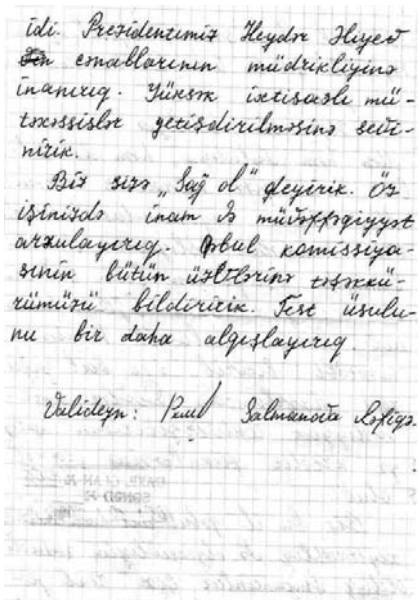 idi. Prezidentimiz Heydər Əliyev
cənablarının müdrikliyinə
inanırıq. Yüksək ixtisaslı mü-
təxəssislər yetişdirilməsinə sevi-
nirik.
Biz sizə „Sağ ol" deyirik. Öz
işinizdə inam və müvəffəqiyyət
arzulayırıq. Qəbul komissiya-
sının bütün üzvlərinə təşəkkü-
rümüzü bildiririk. Test üsulu-
nu bir daha alqışlayırıq.
Valideyn: Salmanova Rəfiqə.